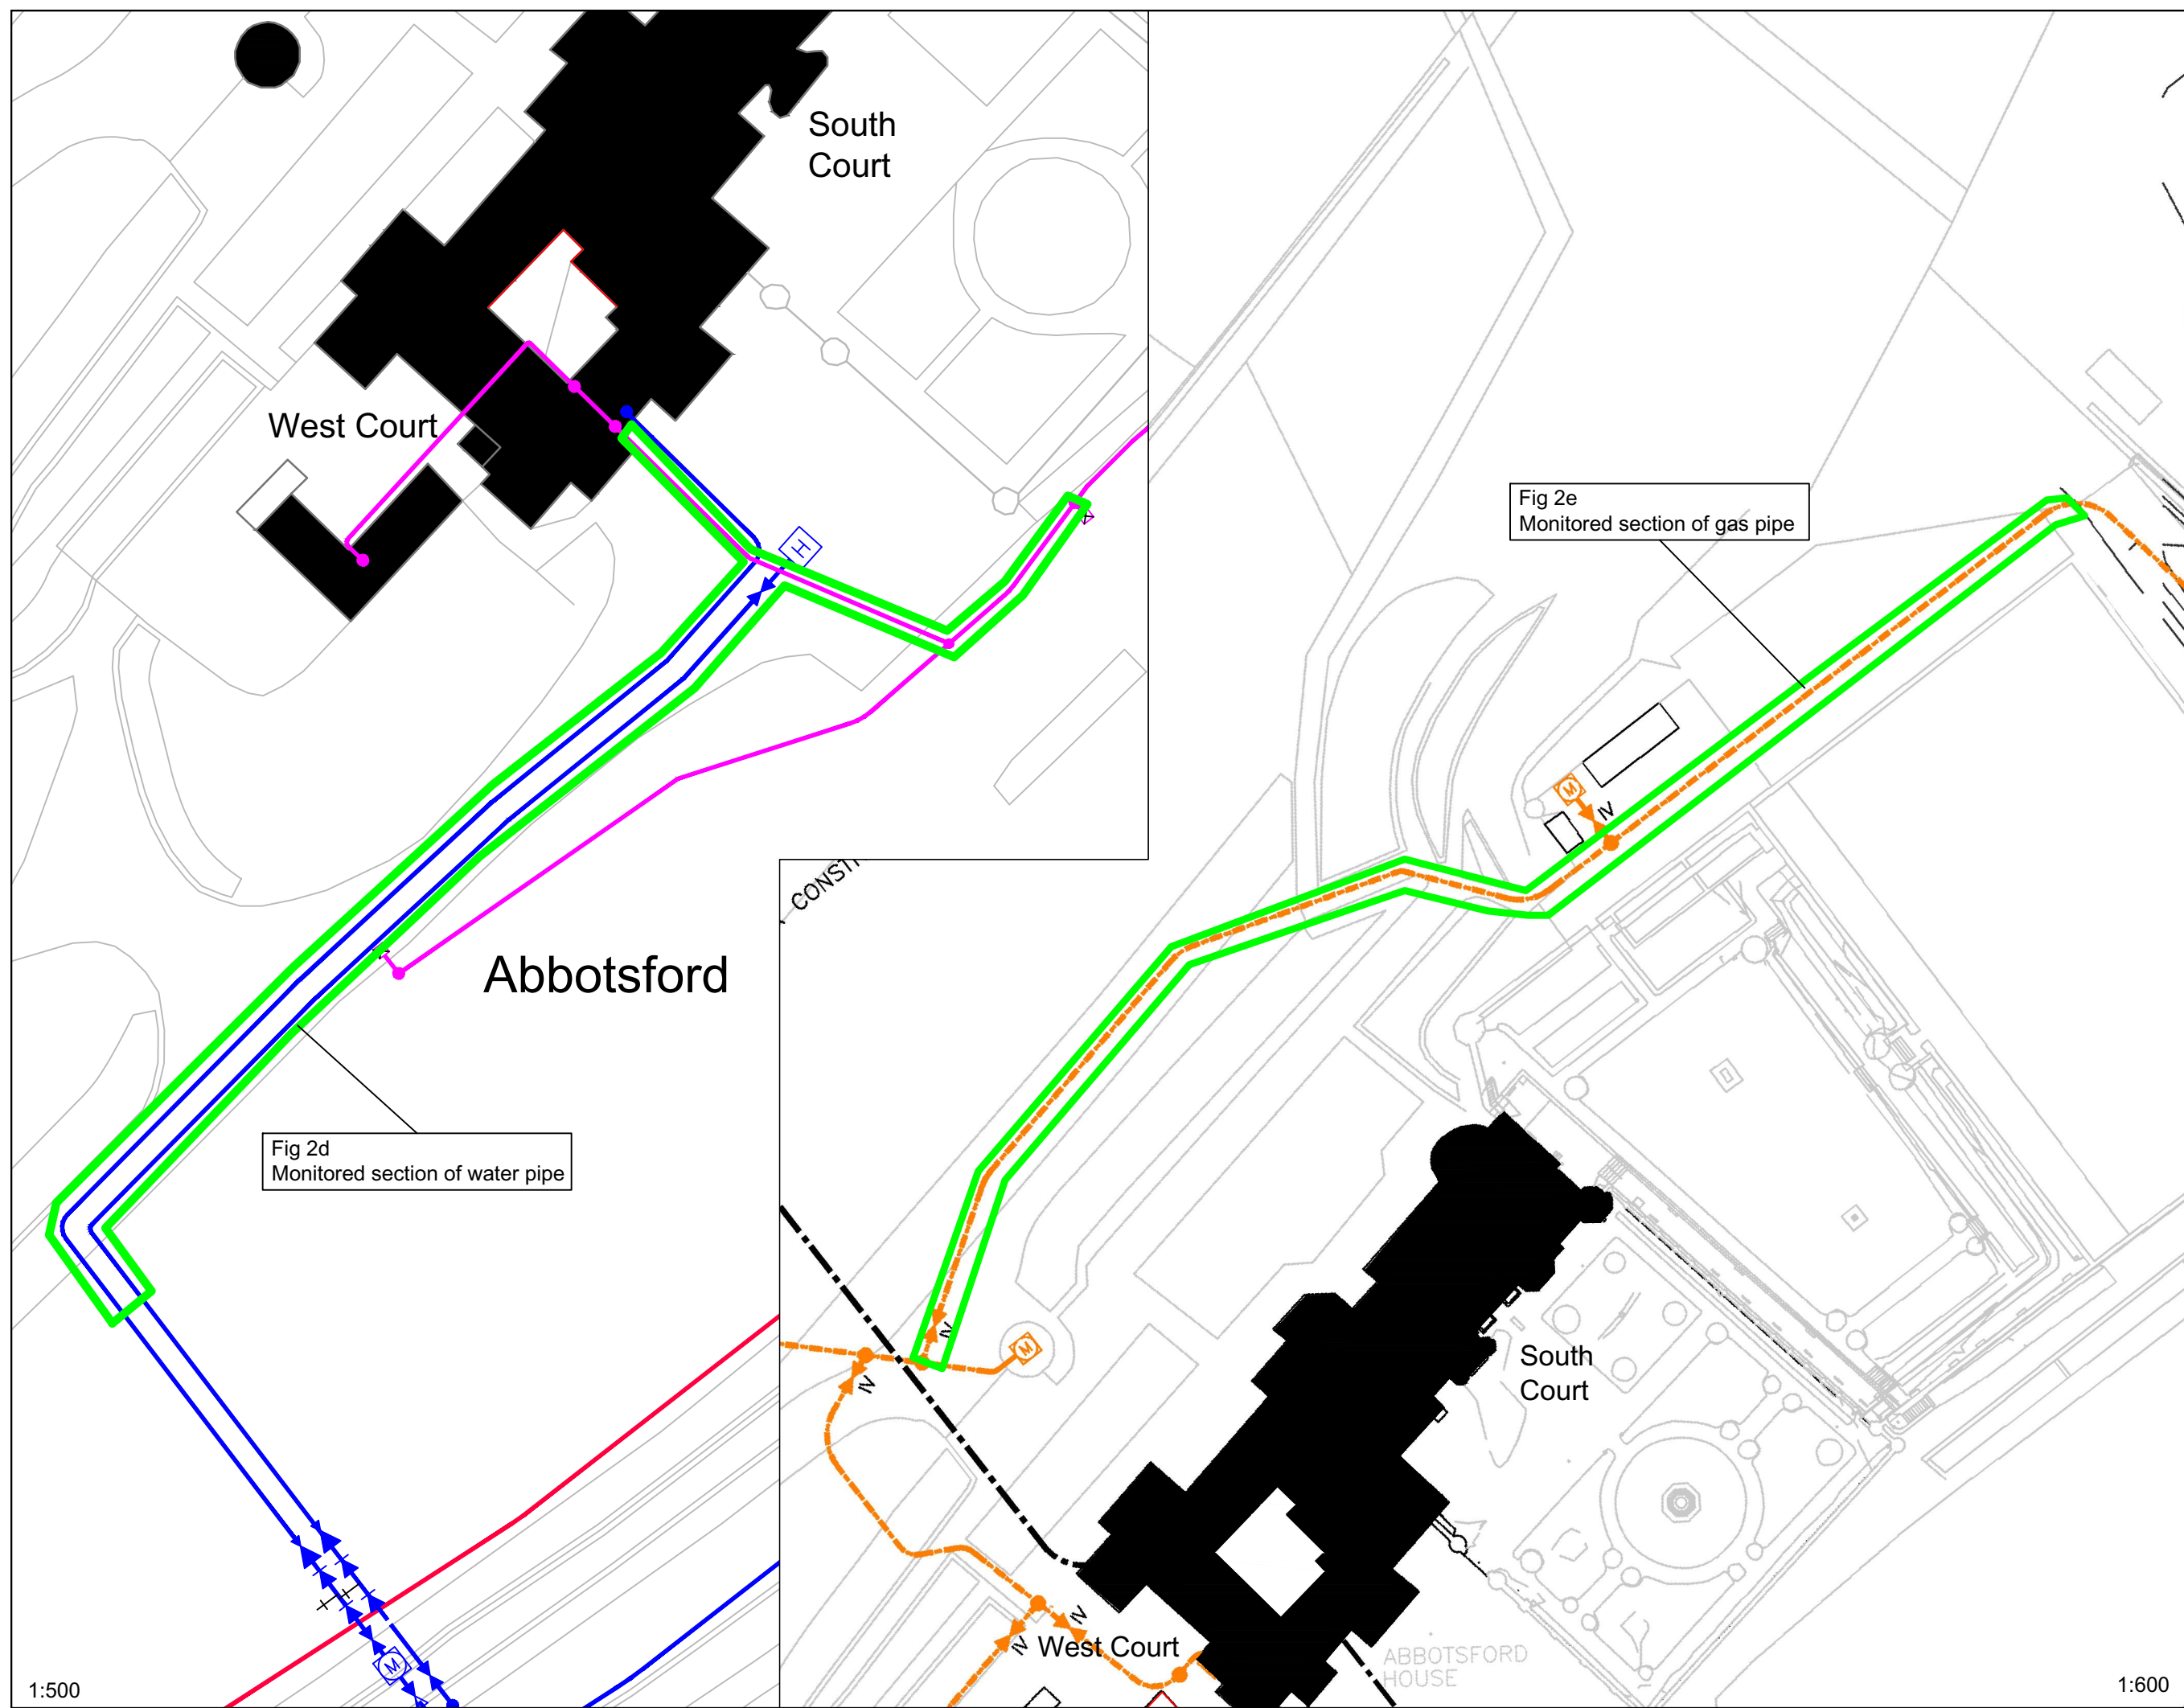 South
Court
West Court
H
Fig 2e
Monitored section of gas pipe
M
IV
CONSTI
Abbotsford
Fig 2d
Monitored section of water pipe
IV
M
IV
South
Court
IV
IV
West Court
ABBOTSFORD
HOUSE
M
1:500
1:600